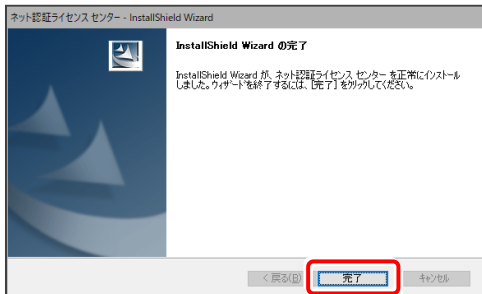 ネット認証ライセンス センター - InstallShield Wizard
InstallShield Wizard の完了
InstallShield Wizard が、ネット認証ライセンス センター を正常にインストール
しました。ウィザードを終了するには、[完了] をクリックしてください。
< 戻る(B) 完了 キャンセル